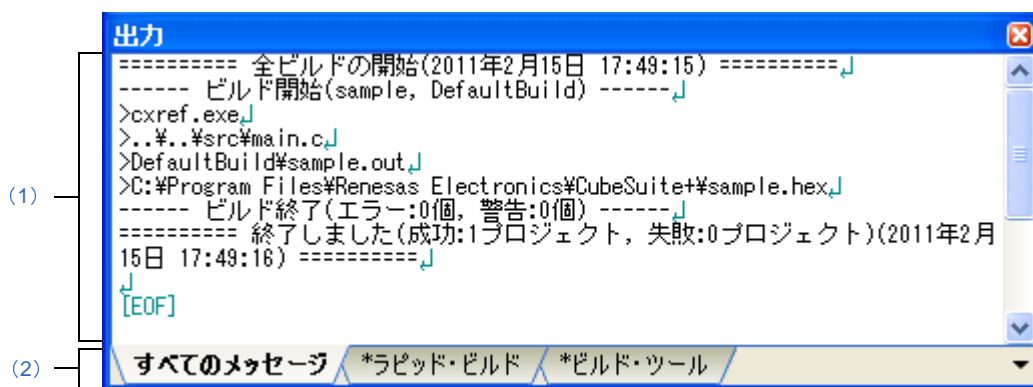 出力
========== 全ビルドの開始(2011年2月15日 17:49:15) ==========↲
------ ビルド開始(sample, DefaultBuild) ------↲
>cxref.exe↲
>..¥..¥src¥main.c↲
>DefaultBuild¥sample.out↲
>C:¥Program Files¥Renesas Electronics¥CubeSuite+¥sample.hex↲
------ ビルド終了(エラー:0個, 警告:0個) ------↲
========== 終了しました(成功:1プロジェクト, 失敗:0プロジェクト)(2011年2月
15日 17:49:16) ==========↲
↲
[EOF]
(1)
(2)
すべてのメッセージ *ラピッド・ビルド *ビルド・ツール